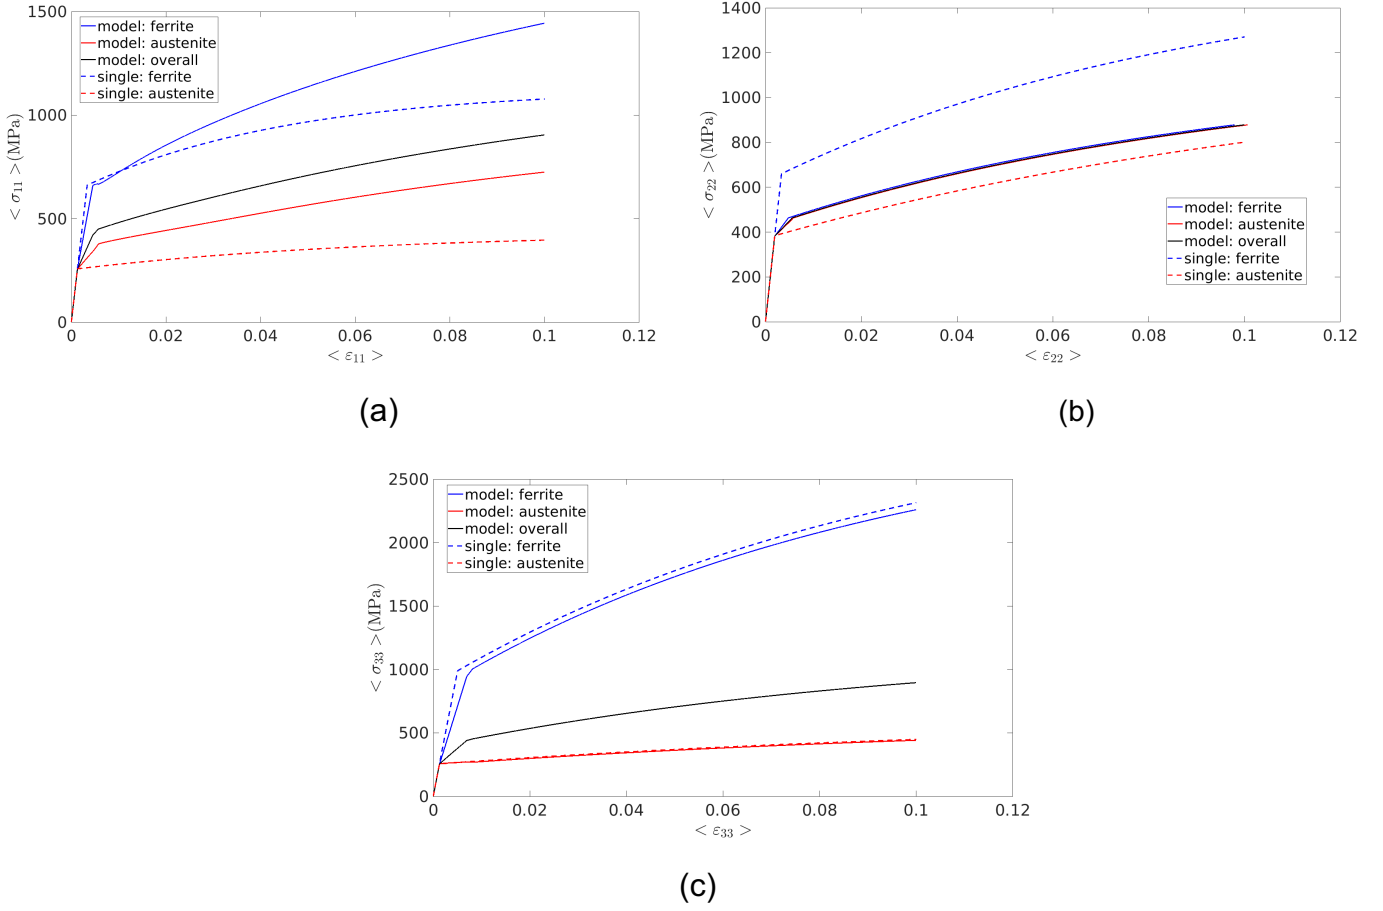 1500
1000
500
0
< σ11 >(MPa)
model: ferrite
model: austenite
model: overall
single: ferrite
single: austenite
0 0.02 0.04 0.06 0.08 0.1 0.12
< ε11 >
(a)
1400
1200
1000
800
600
400
200
0
< σ22 >(MPa)
model: ferrite
model: austenite
model: overall
single: ferrite
single: austenite
0 0.02 0.04 0.06 0.08 0.1 0.12
< ε22 >
(b)
2500
2000
1500
1000
500
0
< σ33 >(MPa)
model: ferrite
model: austenite
model: overall
single: ferrite
single: austenite
0 0.02 0.04 0.06 0.08 0.1 0.12
< ε33 >
(c)